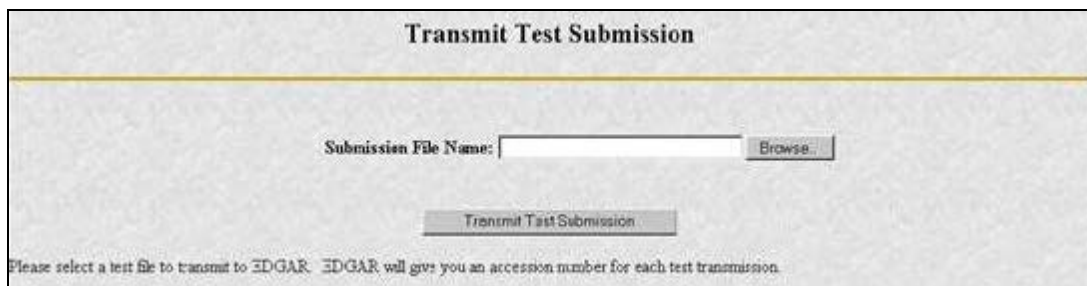 Transmit Test Submission
Submission File Name: Browse...
Transmit Test Submission
Please select a test file to transmit to EDGAR. EDGAR will give you an accession number for each test transmission.